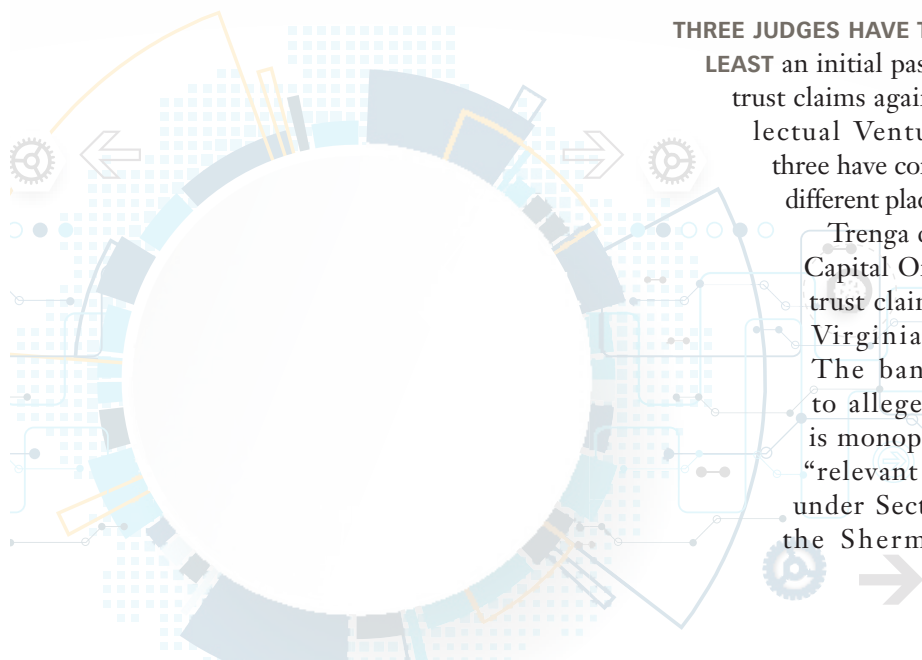 THREE JUDGES HAVE T
LEAST an initial pas
trust claims agai
lectual Ventu
three have co
different plac
Trenga
Capital O
trust clai
Virginia
The ban
to allege
is monop
“relevant
under Sect
the Sherm